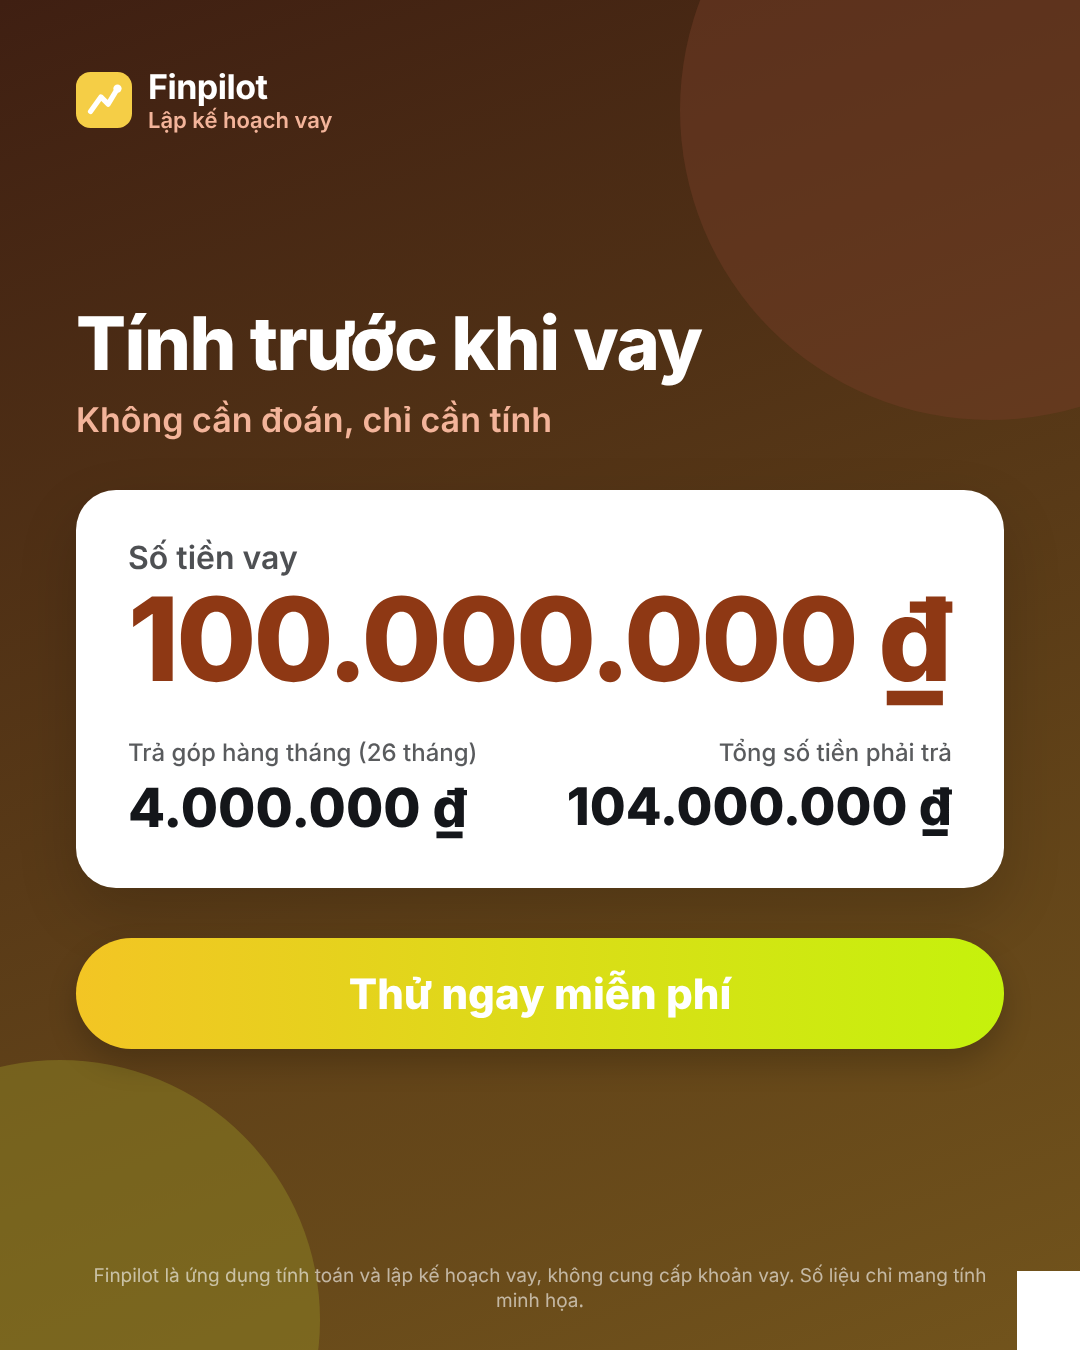 Finpilot
Lập kế hoạch vay
Tính trước khi vay
Không cần đoán, chỉ cần tính
Số tiền vay
100.000.000 ₫
Trả góp hàng tháng (26 tháng)
Tổng số tiền phải trả
4.000.000 ₫
104.000.000 ₫
Thử ngay miễn phí
Finpilot là ứng dụng tính toán và lập kế hoạch vay, không cung cấp khoản vay. Số liệu chỉ mang tính
minh họa.